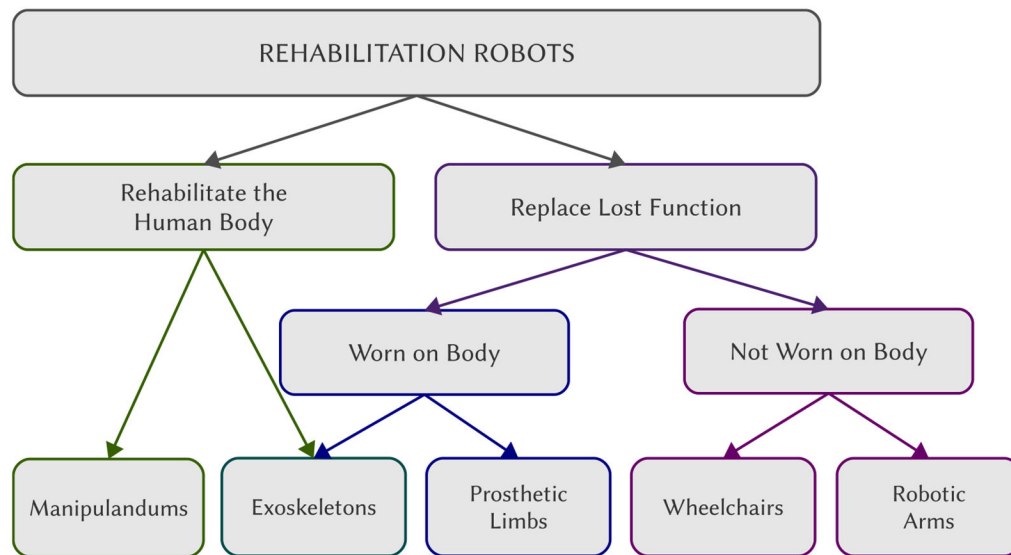 REHABILITATION ROBOTS
Rehabilitate the
Human Body
Replace Lost Function
Worn on Body
Not Worn on Body
Manipulandums
Exoskeletons
Prosthetic
Limbs
Wheelchairs
Robotic
Arms